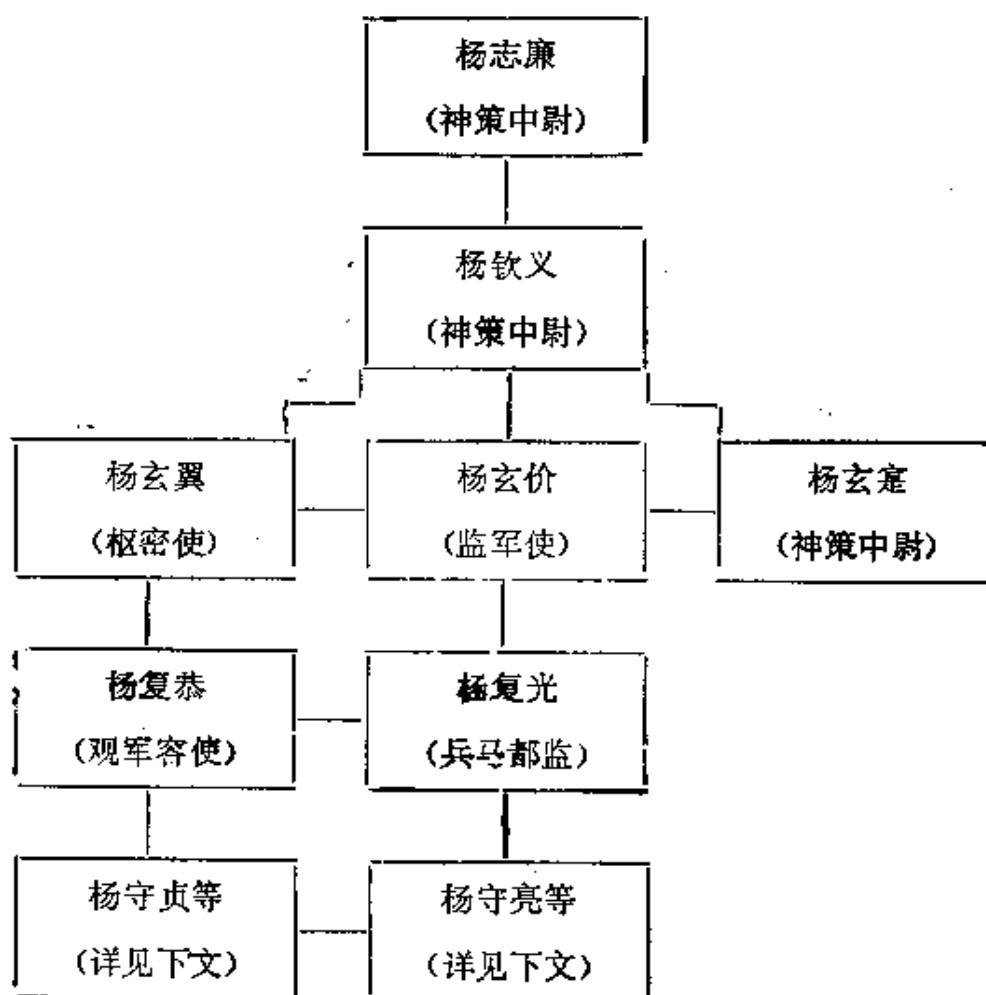 杨志廉
(神策中尉)
杨钦义
(神策中尉)
杨玄翼
(枢密使)
杨玄价
(监军使)
杨玄寔
(神策中尉)
杨复恭
(观军容使)
杨复光
(兵马都监)
杨守贞等
(详见下文)
杨守亮等
(详见下文)